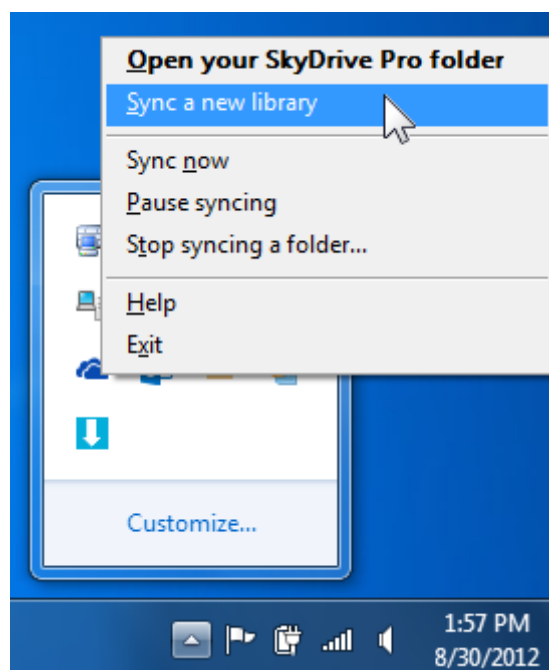 Open your SkyDrive Pro folder
Sync a new library
Sync now
Pause syncing
Stop syncing a folder...
Help
Exit
Customize...
1:57 PM
8/30/2012